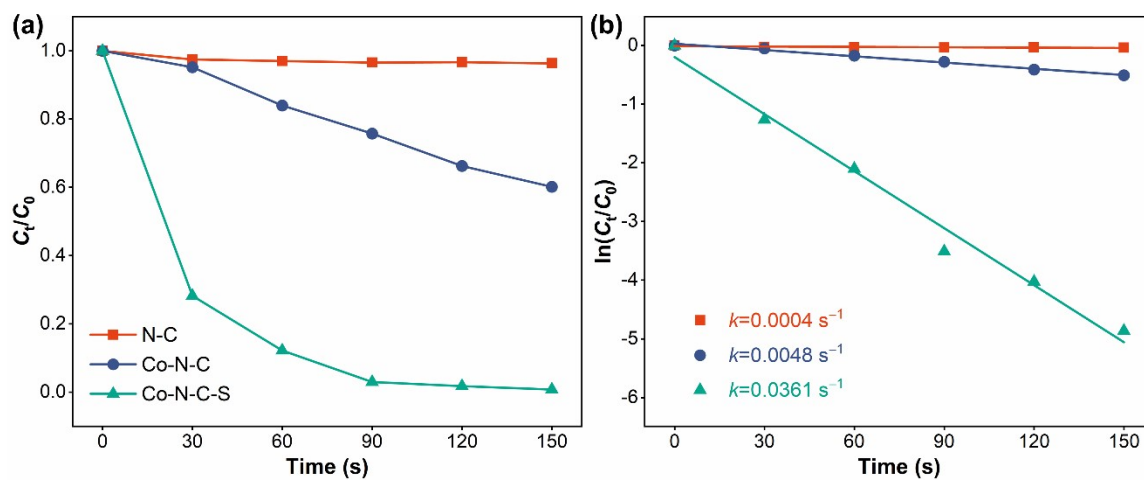 (a)
1.0
0.8
0.6
0.4
0.2
0.0
Cₜ/C₀
N-C
Co-N-C
Co-N-C-S
0 30 60 90 120 150
Time (s)
(b)
0
-1
-2
-3
-4
-5
-6
ln(Cₜ/C₀)
k=0.0004 s⁻¹
k=0.0048 s⁻¹
k=0.0361 s⁻¹
0 30 60 90 120 150
Time (s)